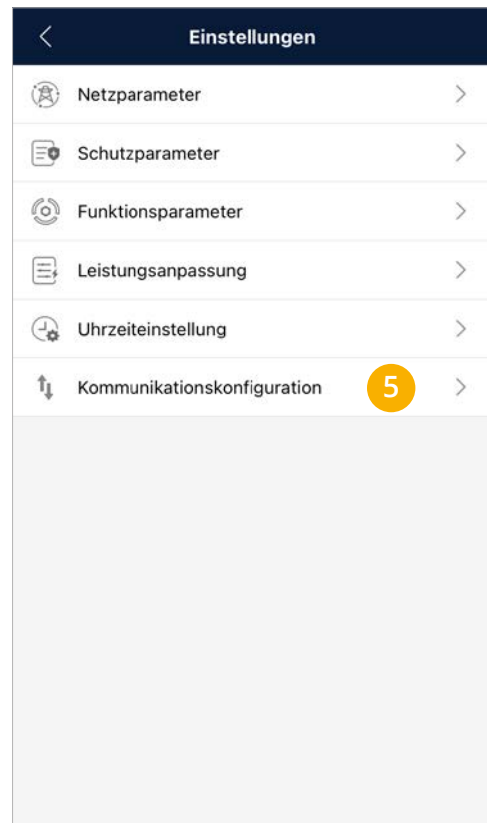 Einstellungen
Netzparameter
Schutzparameter
Funktionsparameter
Leistungsanpassung
Uhrzeiteinstellung
Kommunikationskonfiguration 5